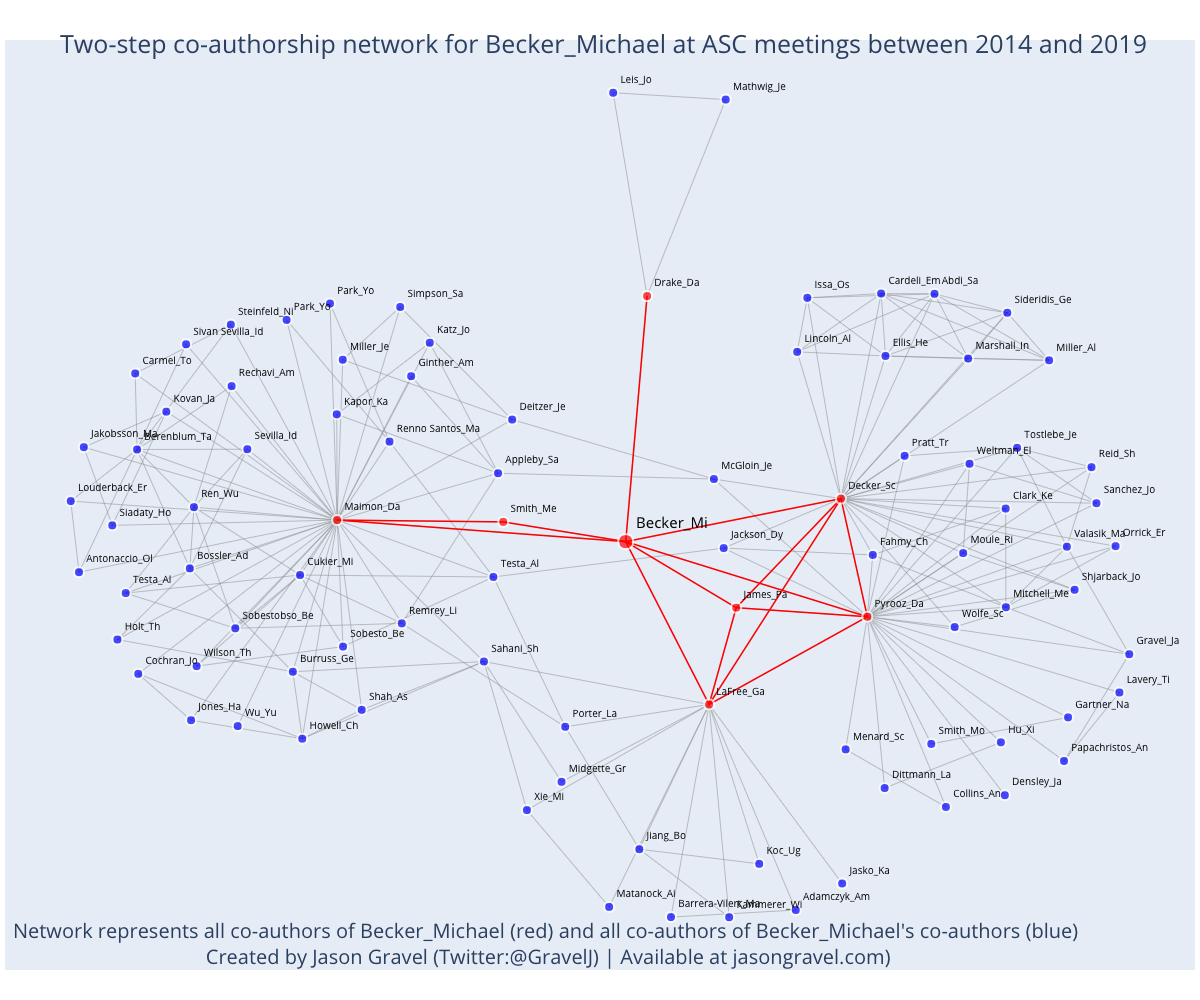 Two-step co-authorship network for Becker_Michael at ASC meetings between 2014 and 2019
Leis_Jo
Mathwig_Je
Drake_Da
Issa_Os
Cardeli_Em
Abdi_Sa
Sideridis_Ge
Park_Yo
Simpson_Sa
Steinfeld_Ni
Park_Yo
Sivan Sevilla_Id
Katz_Jo
Lincoln_Al
Ellis_He
Marshall_In
Miller_Al
Miller_Je
Ginther_Am
Carmel_To
Rechavi_Am
Kovan_Ja
Kapor_Ka
Deitzer_Je
Jakobsson_Ma
Berenblum_Ta
Sevilla_Id
Renno Santos_Ma
Pratt_Tr
Weitman_El
Tostlebe_Je
Appleby_Sa
McGloin_Je
Reid_Sh
Louderback_Er
Ren_Wu
Decker_Sc
Clark_Ke
Sanchez_Jo
Siadaty_Ho
Maimon_Da
Smith_Me
Becker_Mi
Jackson_Dy
Fahmy_Ch
Moule_Ri
Valasik_Ma
Orrick_Er
Antonaccio_Ol
Bossler_Ad
Cukier_Mi
Testa_Al
Testa_Al
James_Pa
Pyrooz_Da
Mitchell_Me
Shjarback_Jo
Sobestobso_Be
Remrey_Li
Wolfe_Sc
Holt_Th
Wilson_Th
Sobesto_Be
Sahani_Sh
Gravel_Ja
Cochran_Jo
Burruss_Ge
LaFree_Ga
Lavery_Ti
Jones_Ha
Wu_Yu
Howell_Ch
Shah_As
Porter_La
Menard_Sc
Smith_Mo
Hu_Xi
Gartner_Na
Papachristos_An
Midgette_Gr
Xie_Mi
Dittmann_La
Collins_An
Densley_Ja
Jiang_Bo
Koc_Ug
Jasko_Ka
Matanock_Ai
Kammerer_Wi
Adamczyk_Am
Network represents all co-authors of Becker_Michael (red) and all co-authors of Becker_Michael's co-authors (blue)
Created by Jason Gravel (Twitter:@GravelJ) | Available at jasongravel.com)